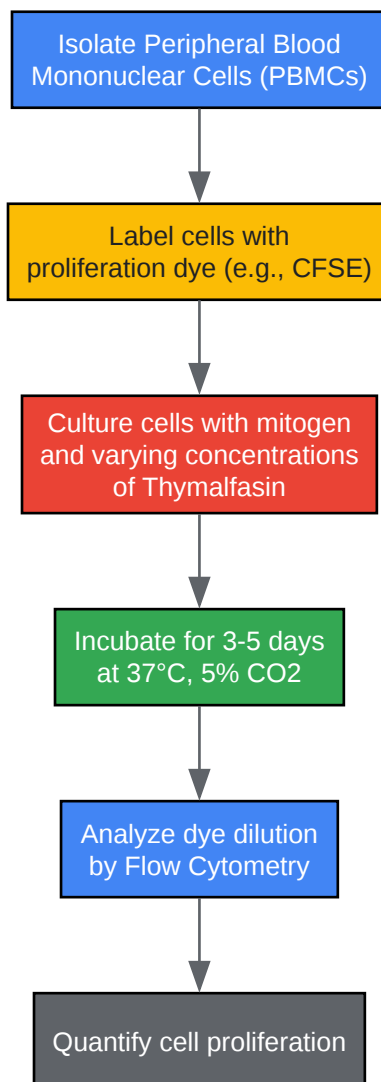 Isolate Peripheral Blood
Mononuclear Cells (PBMCs)
Label cells with
proliferation dye (e.g., CFSE)
Culture cells with mitogen
and varying concentrations
of Thymalfasin
Incubate for 3-5 days
at 37°C, 5% CO2
Analyze dye dilution
by Flow Cytometry
Quantify cell proliferation